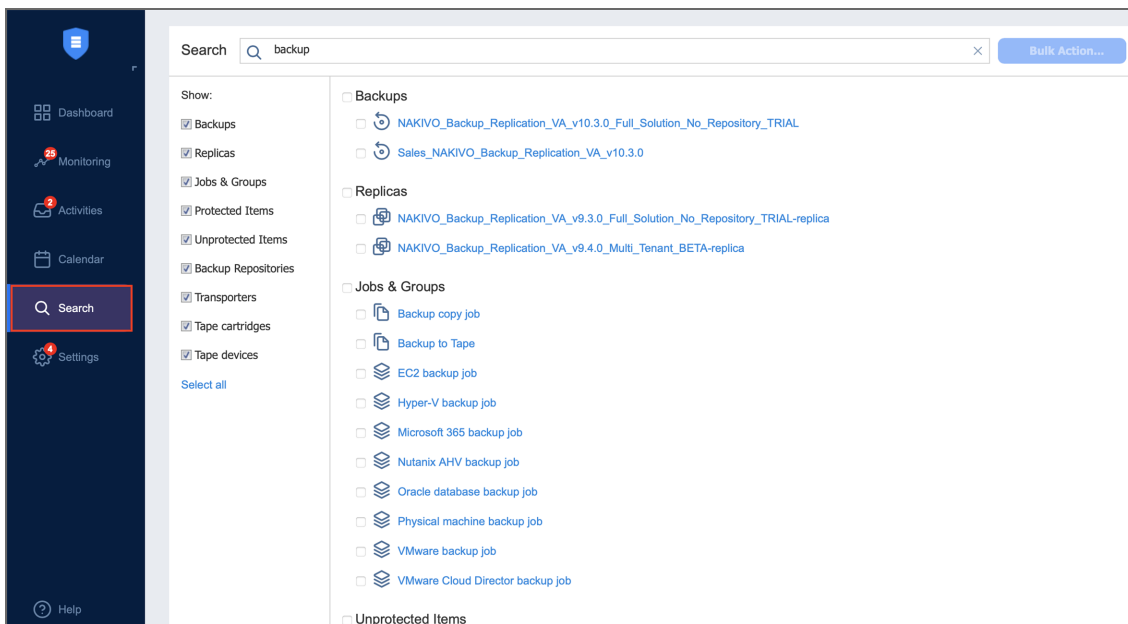 Search
backup
Bulk Action...
Dashboard
25
Monitoring
2
Activities
Calendar
Search
4
Settings
Help
Show:
Backups
Replicas
Jobs & Groups
Protected Items
Unprotected Items
Backup Repositories
Transporters
Tape cartridges
Tape devices
Select all
Backups
NAKIVO_Backup_Replication_VA_v10.3.0_Full_Solution_No_Repository_TRIAL
Sales_NAKIVO_Backup_Replication_VA_v10.3.0
Replicas
NAKIVO_Backup_Replication_VA_v9.3.0_Full_Solution_No_Repository_TRIAL-replica
NAKIVO_Backup_Replication_VA_v9.4.0_Multi_Tenant_BETA-replica
Jobs & Groups
Backup copy job
Backup to Tape
EC2 backup job
Hyper-V backup job
Microsoft 365 backup job
Nutanix AHV backup job
Oracle database backup job
Physical machine backup job
VMware backup job
VMware Cloud Director backup job
Unprotected Items